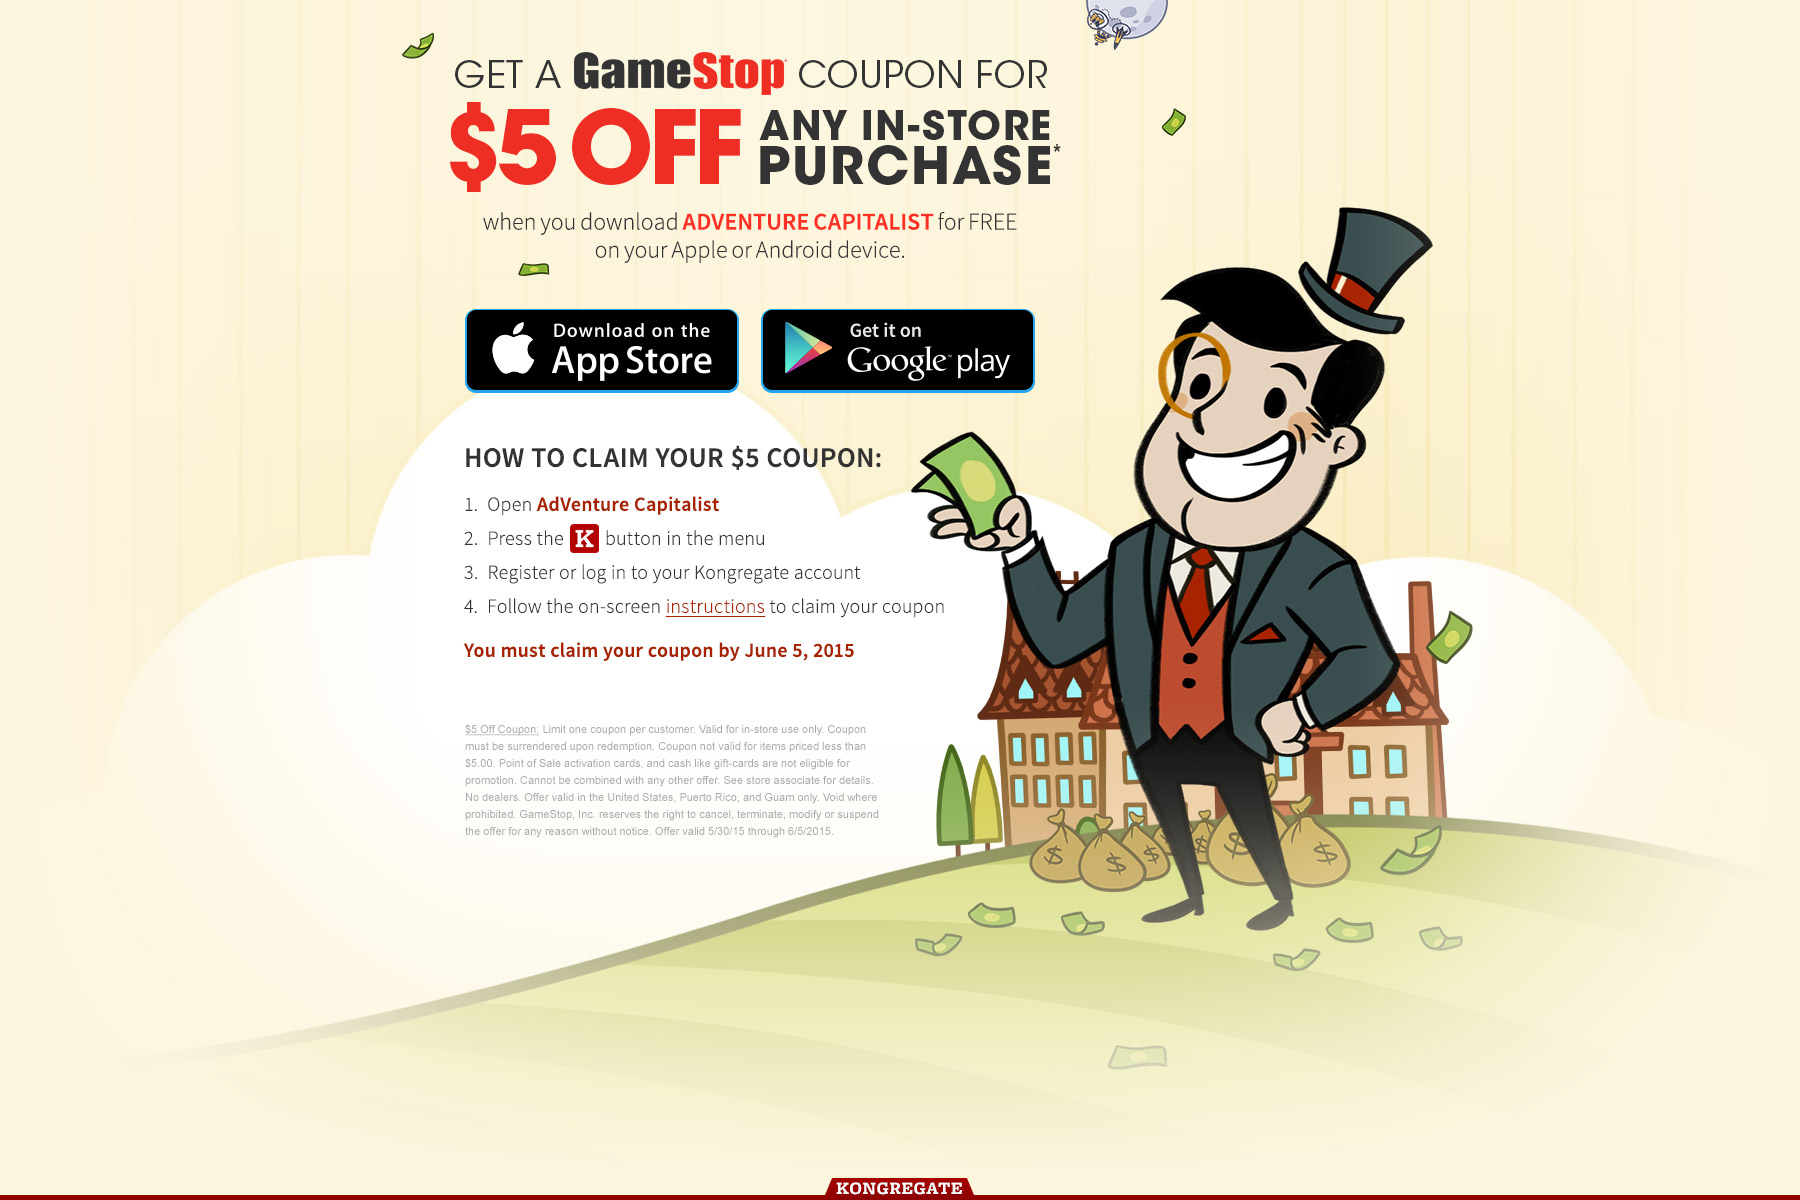 GET A GameStop COUPON FOR
$5 OFF ANY IN-STORE PURCHASE*
when you download ADVENTURE CAPITALIST for FREE
on your Apple or Android device.
Download on the
App Store
Get it on
Google play
HOW TO CLAIM YOUR $5 COUPON:
1. Open AdVenture Capitalist
2. Press the K button in the menu
3. Register or log in to your Kongregate account
4. Follow the on-screen instructions to claim your coupon
You must claim your coupon by June 5, 2015
$5 Off Coupon: Limit one coupon per customer. Valid for in-store use only. Coupon
must be surrendered upon redemption. Coupon not valid for items priced less than
$5.00. Point of Sale activation cards, and cash like gift-cards are not eligible for
promotion. Cannot be combined with any other offer. See store associate for details.
No dealers. Offer valid in the United States, Puerto Rico, and Guam only. Void where
prohibited. GameStop, Inc. reserves the right to cancel, terminate, modify or suspend
the offer for any reason without notice. Offer valid 5/30/15 through 6/5/2015.
$ $ $ $ $ $
KONGREGATE